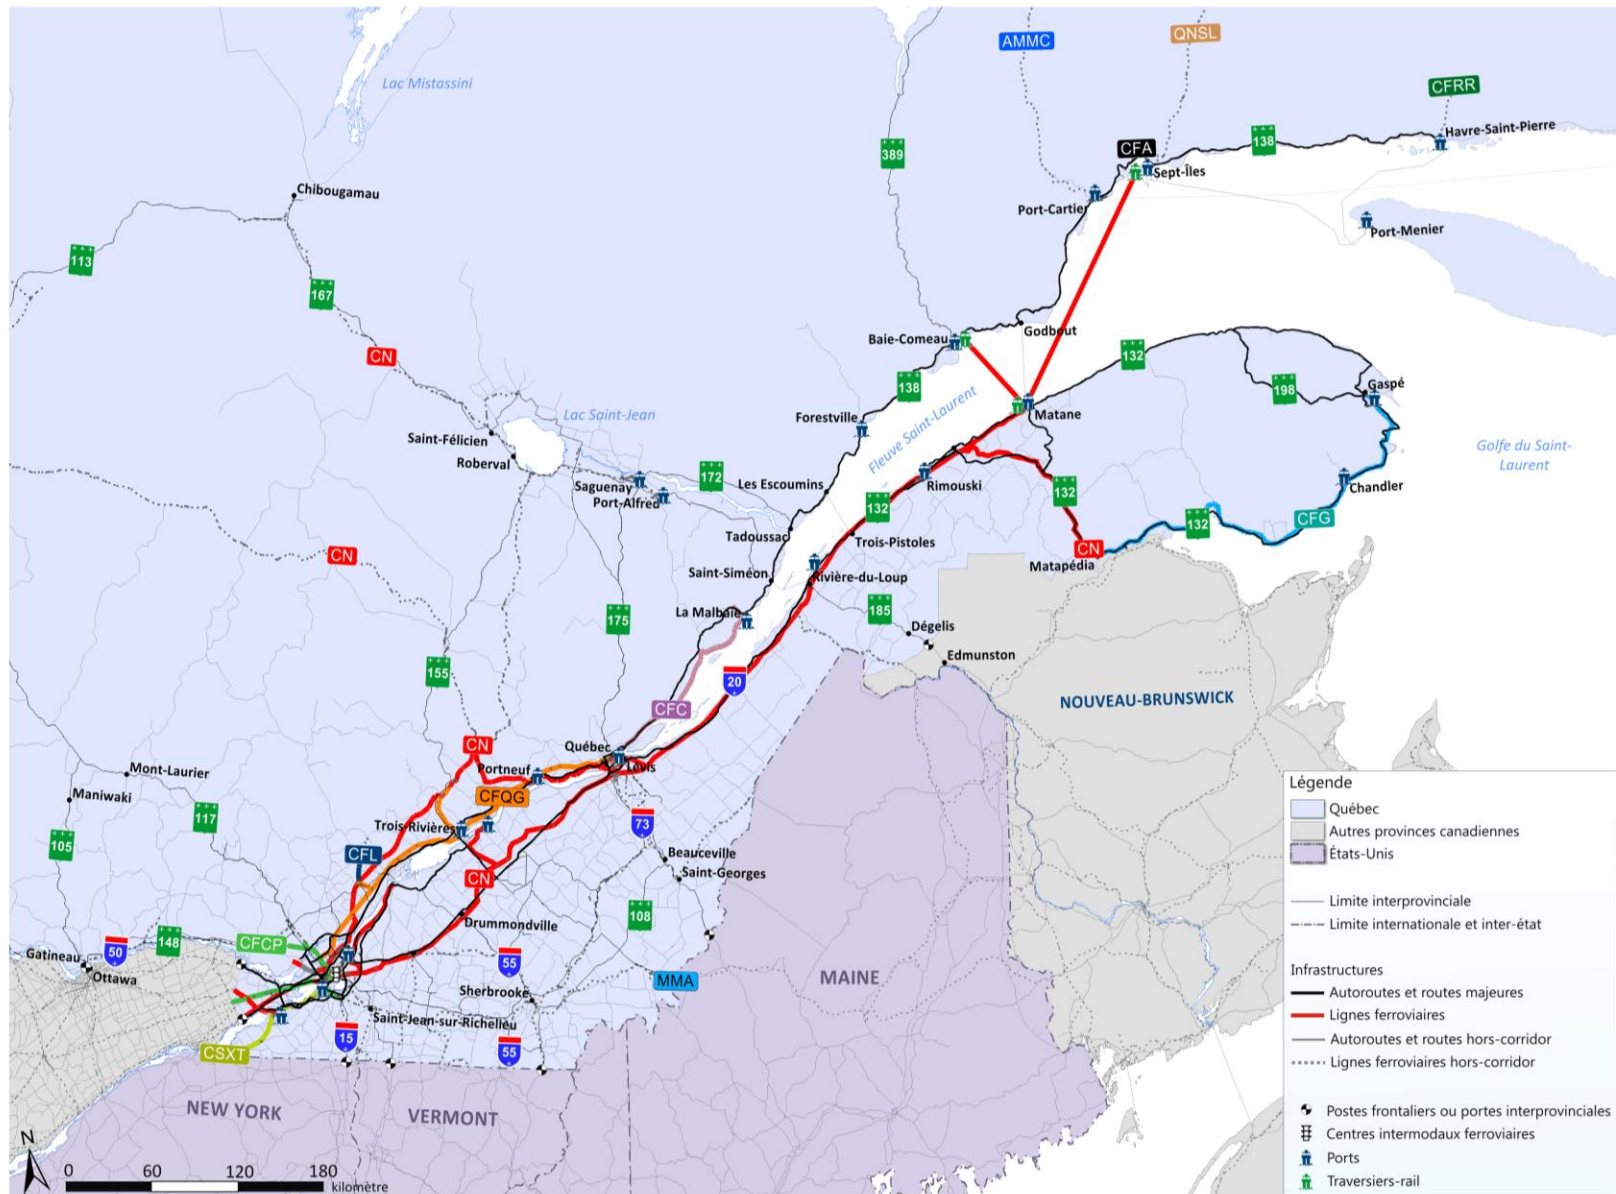 AMMC
QNSL
CFRR
Lac Mistassini
Havre-Saint-Pierre
138
389
CFA
Sept-Îles
Chibougamau
Port-Cartier
Port-Menier
113
167
Godbout
Baie-Comeau
CN
132
138
198
Gaspé
Matane
Lac Saint-Jean
Forestville
Fleuve Saint-Laurent
Golfe du Saint-
Laurent
Saint-Félicien
Roberval
172
Saguenay
Port-Alfred
Les Escoumins
Rimouski
132
132
Chandler
CFG
132
Tadoussac
Trois-Pistoles
CN
CN
Matapédia
Saint-Siméon
Rivière-du-Loup
La Malbaie
175
185
Dégelis
Edmunston
155
20
NOUVEAU-BRUNSWICK
CFC
CN
Québec
Lévis
Portneuf
Mont-Laurier
Maniwaki
CFQG
117
Trois-Rivières
73
105
CFL
Beauceville
Saint-Georges
CN
Drummondville
108
148
CFCP
50
Gatineau
Ottawa
55
MMA
MAINE
Sherbrooke
Saint-Jean-sur-Richelieu
15
55
CSXT
NEW YORK
VERMONT
N
0 60 120 180
kilomètre
Légende
Québec
Autres provinces canadiennes
États-Unis
Limite interprovinciale
Limite internationale et inter-état
Infrastructures
Autoroutes et routes majeures
Lignes ferroviaires
Autoroutes et routes hors-corridor
Lignes ferroviaires hors-corridor
Postes frontaliers ou portes interprovinciales
Centres intermodaux ferroviaires
Ports
Traversiers-rail